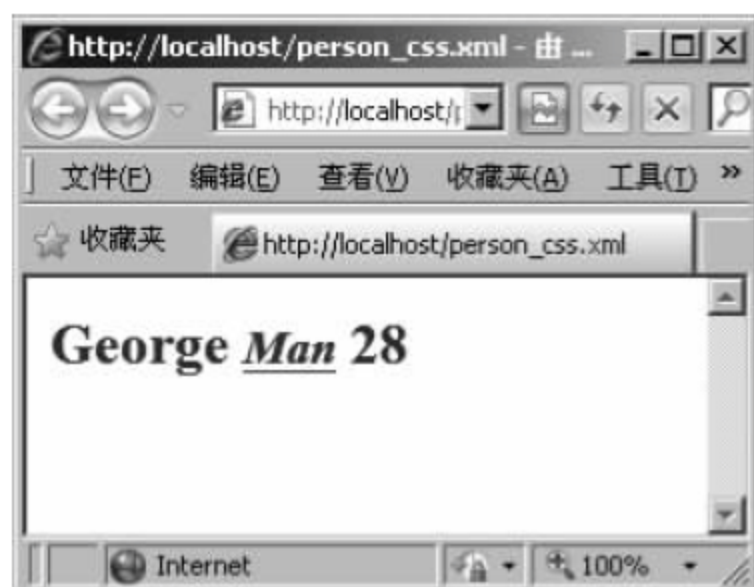 http://localhost/person_css.xml - 由 ...
http://localhost/
文件(F) 编辑(E) 查看(V) 收藏夹(A) 工具(T) »
收藏夹 http://localhost/person_css.xml
George Man 28
Internet 100%